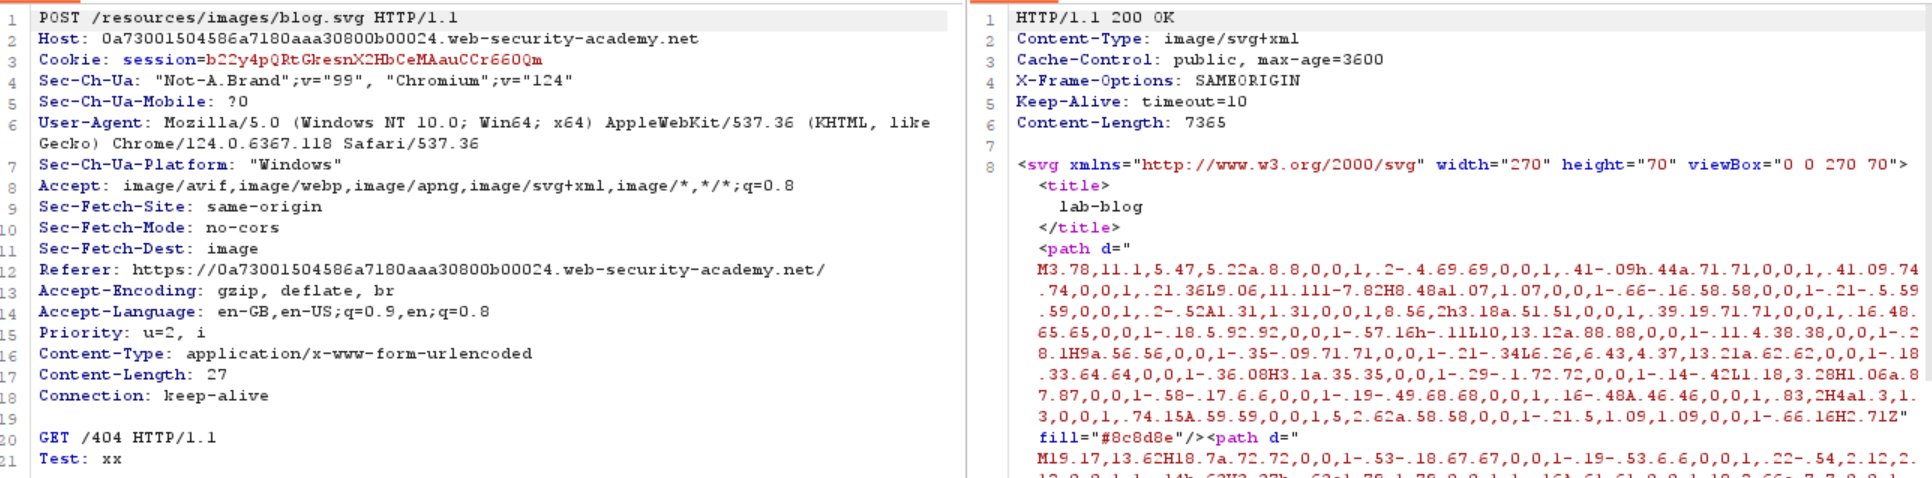 1 POST /resources/images/blog.svg HTTP/1.1
2 Host: 0a73001504586a7180aaa30800b00024.web-security-academy.net
3 Cookie: session=b22y4pQRtGkresnX2HbCeMAauCCr660Qm
4 Sec-Ch-Ua: "Not-A.Brand";v="99", "Chromium";v="124"
5 Sec-Ch-Ua-Mobile: ?0
6 User-Agent: Mozilla/5.0 (Windows NT 10.0; Win64; x64) AppleWebKit/537.36 (KHTML, like
Gecko) Chrome/124.0.6367.118 Safari/537.36
7 Sec-Ch-Ua-Platform: "Windows"
8 Accept: image/avif,image/webp,image/apng,image/svg+xml,image/*,*/*;q=0.8
9 Sec-Fetch-Site: same-origin
10 Sec-Fetch-Mode: no-cors
11 Sec-Fetch-Dest: image
12 Referer: https://0a73001504586a7180aaa30800b00024.web-security-academy.net/
13 Accept-Encoding: gzip, deflate, br
14 Accept-Language: en-GB,en-US;q=0.9,en;q=0.8
15 Priority: u=2, i
16 Content-Type: application/x-www-form-urlencoded
17 Content-Length: 27
18 Connection: keep-alive
19
20 GET /404 HTTP/1.1
21 Test: xx
1 HTTP/1.1 200 OK
2 Content-Type: image/svg+xml
3 Cache-Control: public, max-age=3600
4 X-Frame-Options: SAMEORIGIN
5 Keep-Alive: timeout=10
6 Content-Length: 7365
7
8 <svg xmlns="http://www.w3.org/2000/svg" width="270" height="70" viewBox="0 0 270 70">
<title>
lab-blog
</title>
<path d="
M3.78,11.1,5.47,5.22a.8.8,0,0,1,.2-.4.69.69,0,0,1,.41-.09h.44a.71.71,0,0,1,.41.09.74
.74,0,0,1,.21.36L9.06,11.1l1-7.82H8.48a1.07,1.07,0,0,1-.66-.16.58.58,0,0,1-.21-.5.59
.59,0,0,1,.2-.52A1.31,1.31,0,0,1,8.56,2h3.18a.51.51,0,0,1,.39.19.71.71,0,0,1,.16.48.
65.65,0,0,1-.18.5.92.92,0,0,1-.57.16h-.11L10,13.12a.88.88,0,0,1-.11.4.38.38,0,0,1-.2
8.1H9a.56.56,0,0,1-.35-.09.71.71,0,0,1-.21-.34L6.26,6.43,4.37,13.21a.62.62,0,0,1-.18
.33.64.64,0,0,1-.36.08H3.1a.35.35,0,0,1-.29-.1.72.72,0,0,1-.14-.42L1.18,3.28H1.06a.8
7.87,0,0,1-.58-.17.6.6,0,0,1-.19-.49.68.68,0,0,1,.16-.48A.46.46,0,0,1,.83,2H4a1.3,1.
3,0,0,1,.74.15A.59.59,0,0,1,5,2.62a.58.58,0,0,1-.21.5,1.09,1.09,0,0,1-.66.16H2.71Z"
fill="#8c8d8e"/><path d="
M19.17,13.62H18.7a.72.72,0,0,1-.53-.18.67.67,0,0,1-.19-.53.6.6,0,0,1,.22-.54,2.12,2.